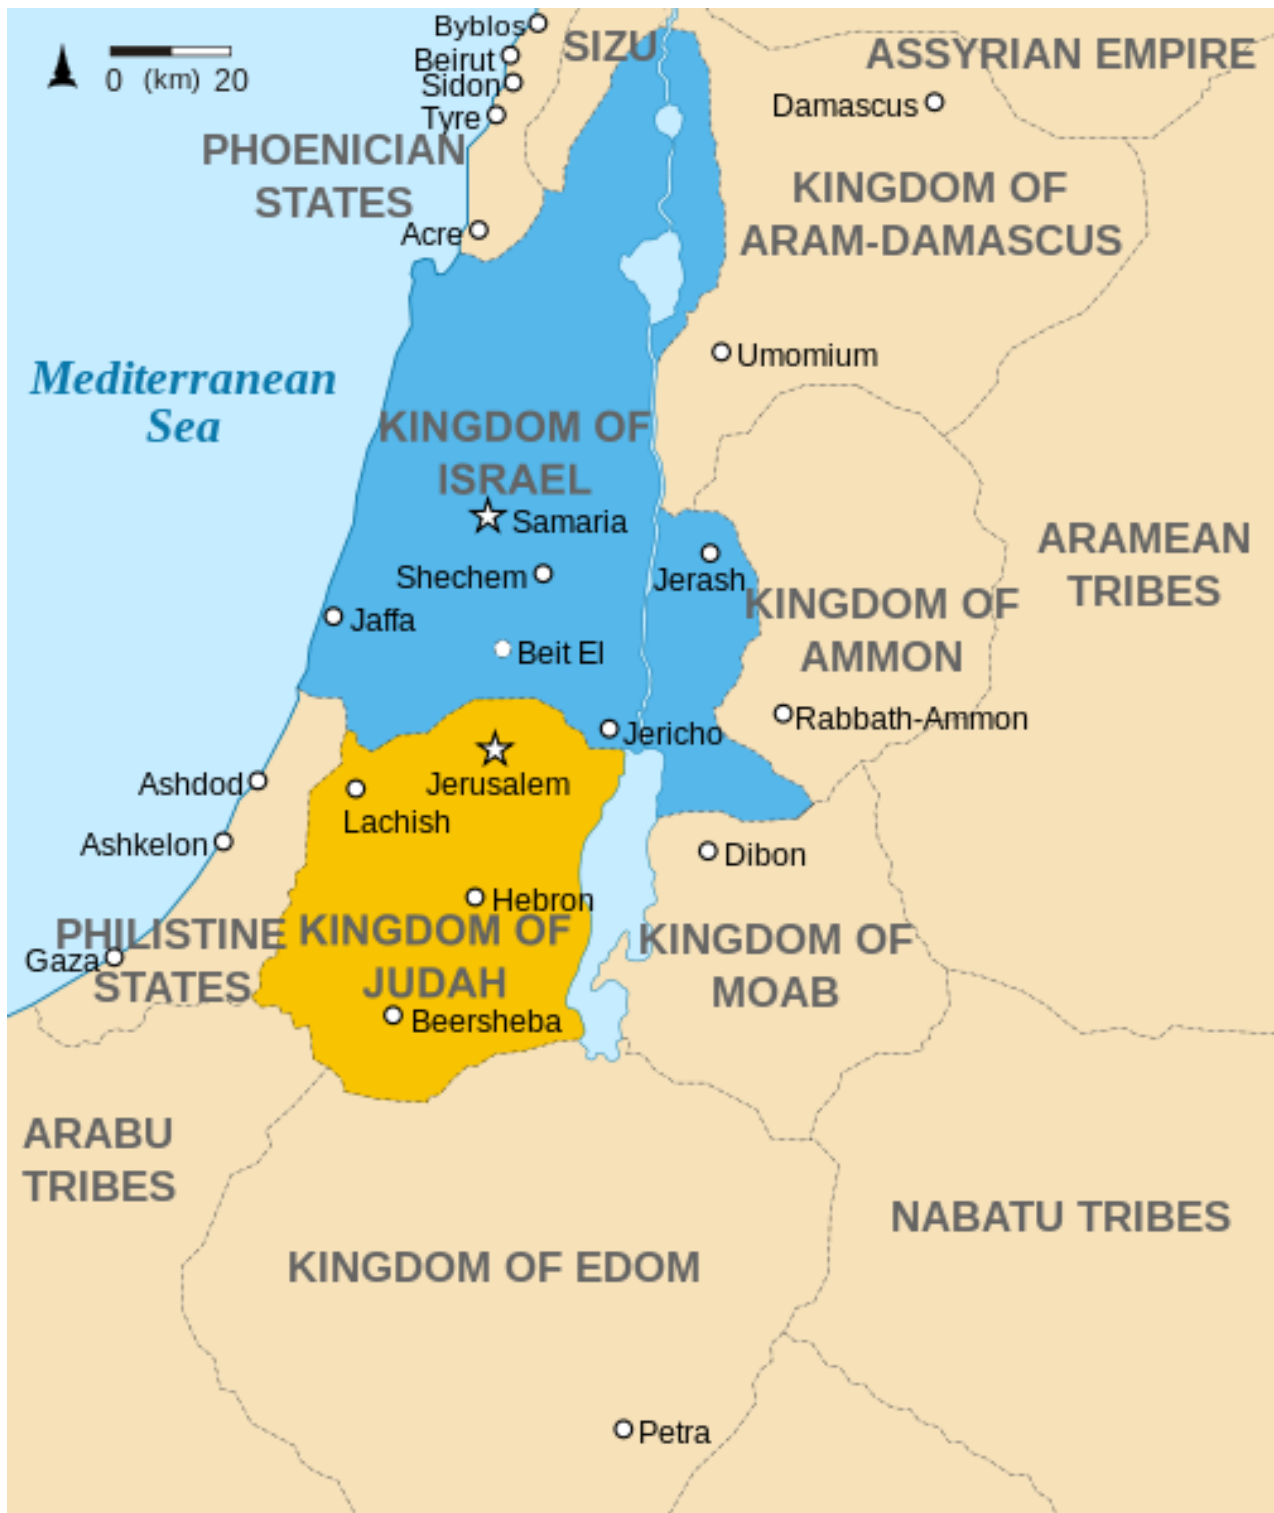 Byblos
SIZU
ASSYRIAN EMPIRE
Beirut
0 (km) 20
Sidon
Damascus
Tyre
PHOENICIAN
STATES
KINGDOM OF
ARAM-DAMASCUS
Acre
Umomium
Mediterranean
Sea
KINGDOM OF
ISRAEL
Samaria
ARAMEAN
TRIBES
Shechem
Jerash
KINGDOM OF
AMMON
Jaffa
Beit El
Rabbath-Ammon
Jericho
Ashdod
Jerusalem
Lachish
Ashkelon
Dibon
Hebron
PHILISTINE
STATES
KINGDOM OF
JUDAH
KINGDOM OF
MOAB
Gaza
Beersheba
ARABU
TRIBES
NABATU TRIBES
KINGDOM OF EDOM
Petra